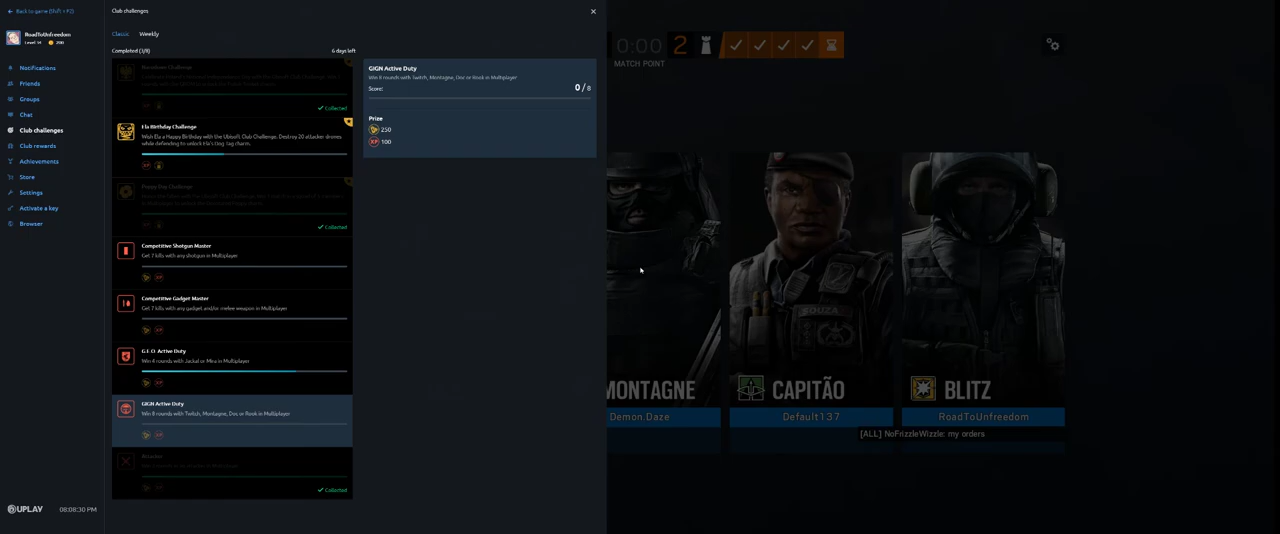 Back to game (Shift + F2)
RoadToUnfreedom
Level 34 200
Notifications
Friends
Groups
Chat
Club challenges
Club rewards
Achievements
Store
Settings
Activate a key
Browser
UPLAY 08:08:30 PM
Club challenges
Classic Weekly
Completed (3/8) 6 days left
Collected
Ela Birthday Challenge
Wish Ela a Happy Birthday with the Ubisoft Club Challenge. Destroy 20 attacker drones
while defending to unlock Ela's Dog Tag charm.
Collected
Competitive Shotgun Master
Get 7 kills with any shotgun in Multiplayer
Competitive Gadget Master
Get 7 kills with any gadget and/or melee weapon in Multiplayer
G.E.O. Active Duty
Win 4 rounds with Jackal or Mira in Multiplayer
GIGN Active Duty
Win 8 rounds with Twitch, Montagne, Doc or Rook in Multiplayer
Attacker
Collected
GIGN Active Duty
Win 8 rounds with Twitch, Montagne, Doc or Rook in Multiplayer
Score: 0 / 8
Prize
250
XP 100
0:00 2
MATCH POINT
SOUZA
MONTAGNE CAPITÃO BLITZ
Demon.Daze Default137 RoadToUnfreedom
[ALL] NoFrizzleWizzle: my orders